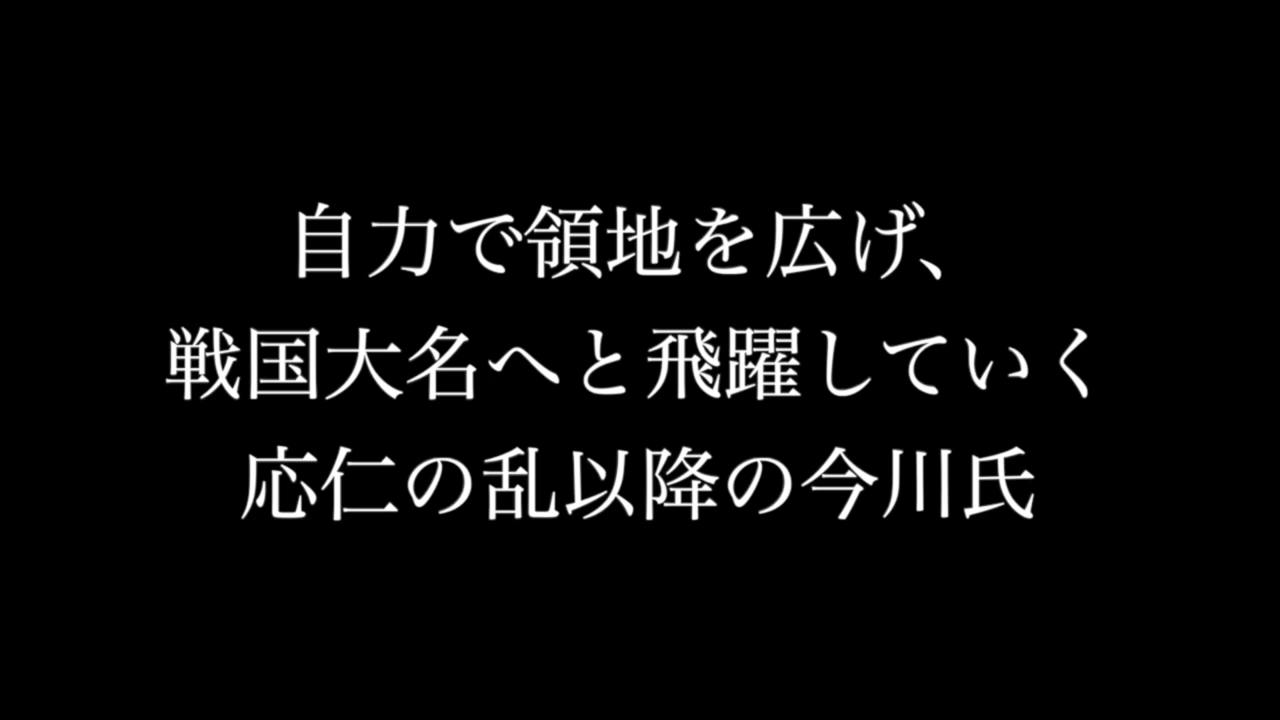 自力で領地を広げ、
戦国大名へと飛躍していく
応仁の乱以降の今川氏